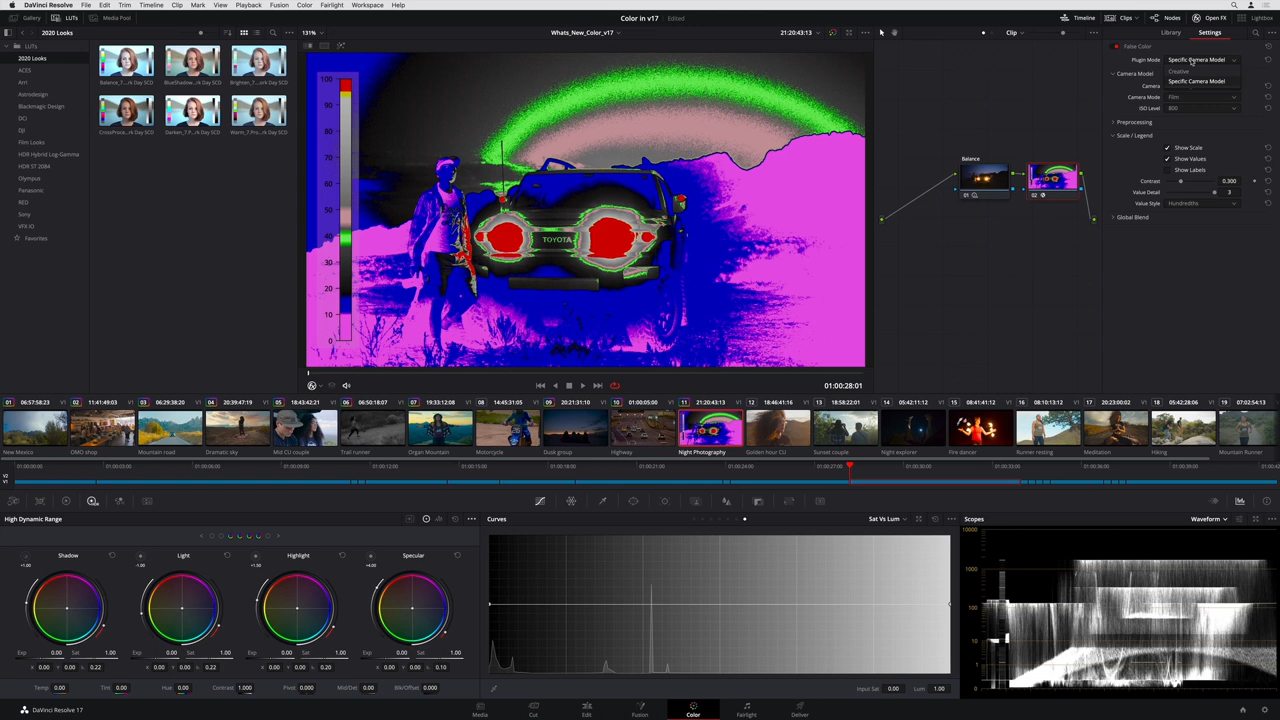 DaVinci Resolve File Edit Trim Timeline Clip Mark View Playback Fusion Color Fairlight Workspace Help
Gallery LUTs Media Pool Color in v17 Edited Timeline Clips Nodes Open FX Lightbox
2020 Looks 131% Whats_New_Color_v17 21:20:43:13 Clip Library Settings
LUTs
2020 Looks
ACES
Arri
Astrodesign
Blackmagic Design
DCI
DJI
Film Looks
HDR Hybrid Log-Gamma
HDR ST 2084
Olympus
Panasonic
RED
Sony
VFX IO
Favorites
Balance_7....rk Day SCD BlueShadow...rk Day SCD Brighten_7...rk Day SCD
CrossProce...rk Day SCD Darken_7.P...rk Day SCD Warm_7.Pro...rk Day SCD
100
90
80
70
60
50
40
30
20
10
0
TOYOTA
01:00:28:01
Balance
01 02
False Color
Plugin Mode Specific Camera Model
Creative
Specific Camera Model
Camera Model
Camera
Camera Mode Film
ISO Level 800
Preprocessing
Scale / Legend
Show Scale
Show Values
Show Labels
Contrast 0.300
Value Detail 3
Value Style Hundredths
Global Blend
01 06:57:58:23 V1 02 11:41:49:03 V1 03 06:29:38:20 V1 04 20:39:47:19 V1 05 18:43:42:21 V1 06 06:50:18:07 V1 07 19:33:12:08 V1 08 14:45:31:05 V1 09 20:21:31:10 V1 10 01:00:05:00 V1 11 21:20:43:13 V1 12 18:46:41:16 V1 13 18:58:22:01 V1 14 05:42:11:12 V1 15 08:41:41:12 V1 16 08:10:13:12 V1 17 20:23:00:02 V1 18 05:42:28:06 V1 19 07:02:54:13
New Mexico OMO shop Mountain road Dramatic sky Mid CU couple Trail runner Organ Mountain Motorcycle Dusk group Highway Night Photography Golden hour CU Sunset couple Night explorer Fire dancer Runner resting Meditation Hiking Mountain Runner
01:00:00:00 01:00:03:00 01:00:06:00 01:00:09:00 01:00:12:00 01:00:15:00 01:00:18:00 01:00:21:00 01:00:24:00 01:00:27:00 01:00:30:00 01:00:33:00 01:00:36:00 01:00:39:00
V2
V1
High Dynamic Range Curves Sat Vs Lum Scopes Waveform
Shadow Light Highlight Specular
+1.00 -1.00 +1.50 +4.00
Exp 0.00 Sat 1.00 Exp 0.00 Sat 1.00 Exp 0.00 Sat 1.00 Exp 0.00 Sat 1.00
X 0.00 Y 0.00 0.22 X 0.00 Y 0.00 0.22 X 0.00 Y 0.00 0.20 X 0.00 Y 0.00 0.10
Temp 0.00 Tint 0.00 Hue 0.00 Contrast 1.000 Pivot 0.000 Mid/Det 0.00 Blk/Offset 0.000
Input Sat 0.00 Lum 1.00
10000
1000
100
10
1
0
DaVinci Resolve 17 Media Cut Edit Fusion Color Fairlight Deliver